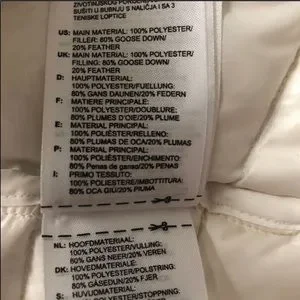 ŽIVOTINJSKOG
SUŠITI U BUBNJU S NALIČJA I SA 3
TENISKE LOPTICE
US: MAIN MATERIAL: 100% POLYESTER/
FILLER: 80% GOOSE DOWN/
20% FEATHER
UK: MAIN MATERIAL: 100% POLYESTER/
FILLING: 80% GOOSE DOWN/
20% FEATHER
D: HAUPTMATERIAL:
100% POLYESTER/FUELLUNG:
80% GANS DAUNEN/20% FEDERN
F: MATIERE PRINCIPALE:
100% POLYESTER/DOUBLURE:
80% PLUMES D'OIE/20% PLUME
E: MATERIAL PRINCIPAL:
100% POLIÉSTER/RELLENO:
80% PLUMAS DE OCA/20% PLUMAS
P: MATERIAL PRINCIPAL:
100% POLIÉSTER/ENCHIMENTO:
80% Penas de ganso/20% PENAS
I: PRIMO TESSUTO:
100% POLIESTERE/IMBOTTITURA:
80% OCA GIÙ/20% PIUMA
NL: HOOFDMATERIAAL:
100% POLYESTER/VULLING:
80% GANS NEER/20% VEREN
DK: HOVEDMATERIALE:
100% POLYESTER/POLSTRING:
80% GÅSEDUN/20% FJER
S: HUVUDMATERIAL:
100% POLYESTER/STOPPNING: